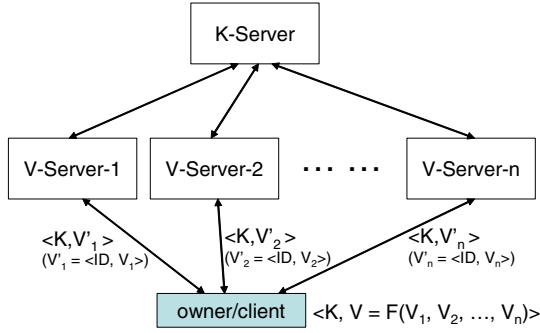 K-Server
V-Server-1
V-Server-2
... ...
V-Server-n
<K,V'₁>
(V'₁ = <ID, V₁>)
<K,V'₂>
(V'₂ = <ID, V₂>)
<K,V'ₙ>
(V'ₙ = <ID, Vₙ>)
owner/client
<K, V = F(V₁, V₂, ..., Vₙ)>